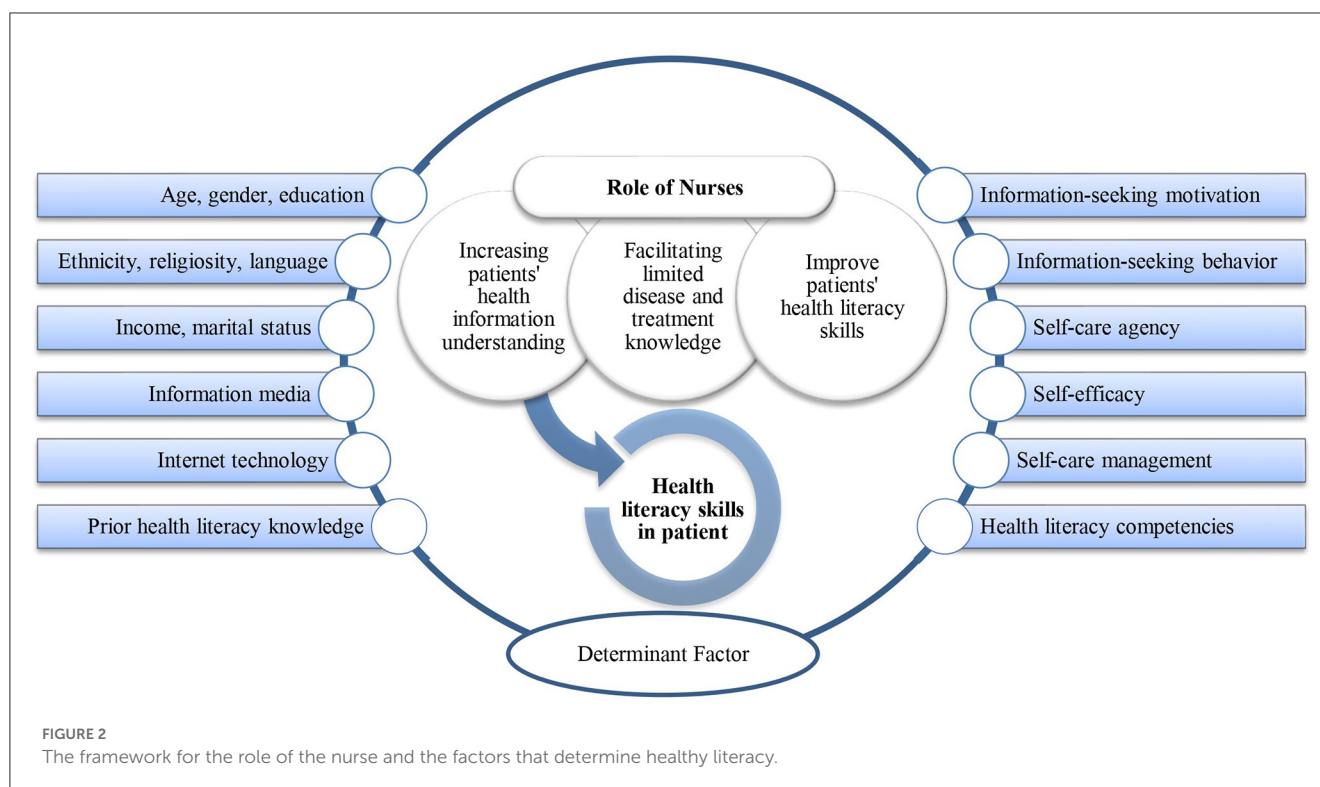 Age, gender, education
Ethnicity, religiosity, language
Income, marital status
Information media
Internet technology
Prior health literacy knowledge
Role of Nurses
Increasing
patients'
health
information
understanding
Facilitating
limited
disease and
treatment
knowledge
Improve
patients'
health literacy
skills
Health
literacy skills
in patient
Determinant Factor
Information-seeking motivation
Information-seeking behavior
Self-care agency
Self-efficacy
Self-care management
Health literacy competencies
FIGURE 2
The framework for the role of the nurse and the factors that determine healthy literacy.